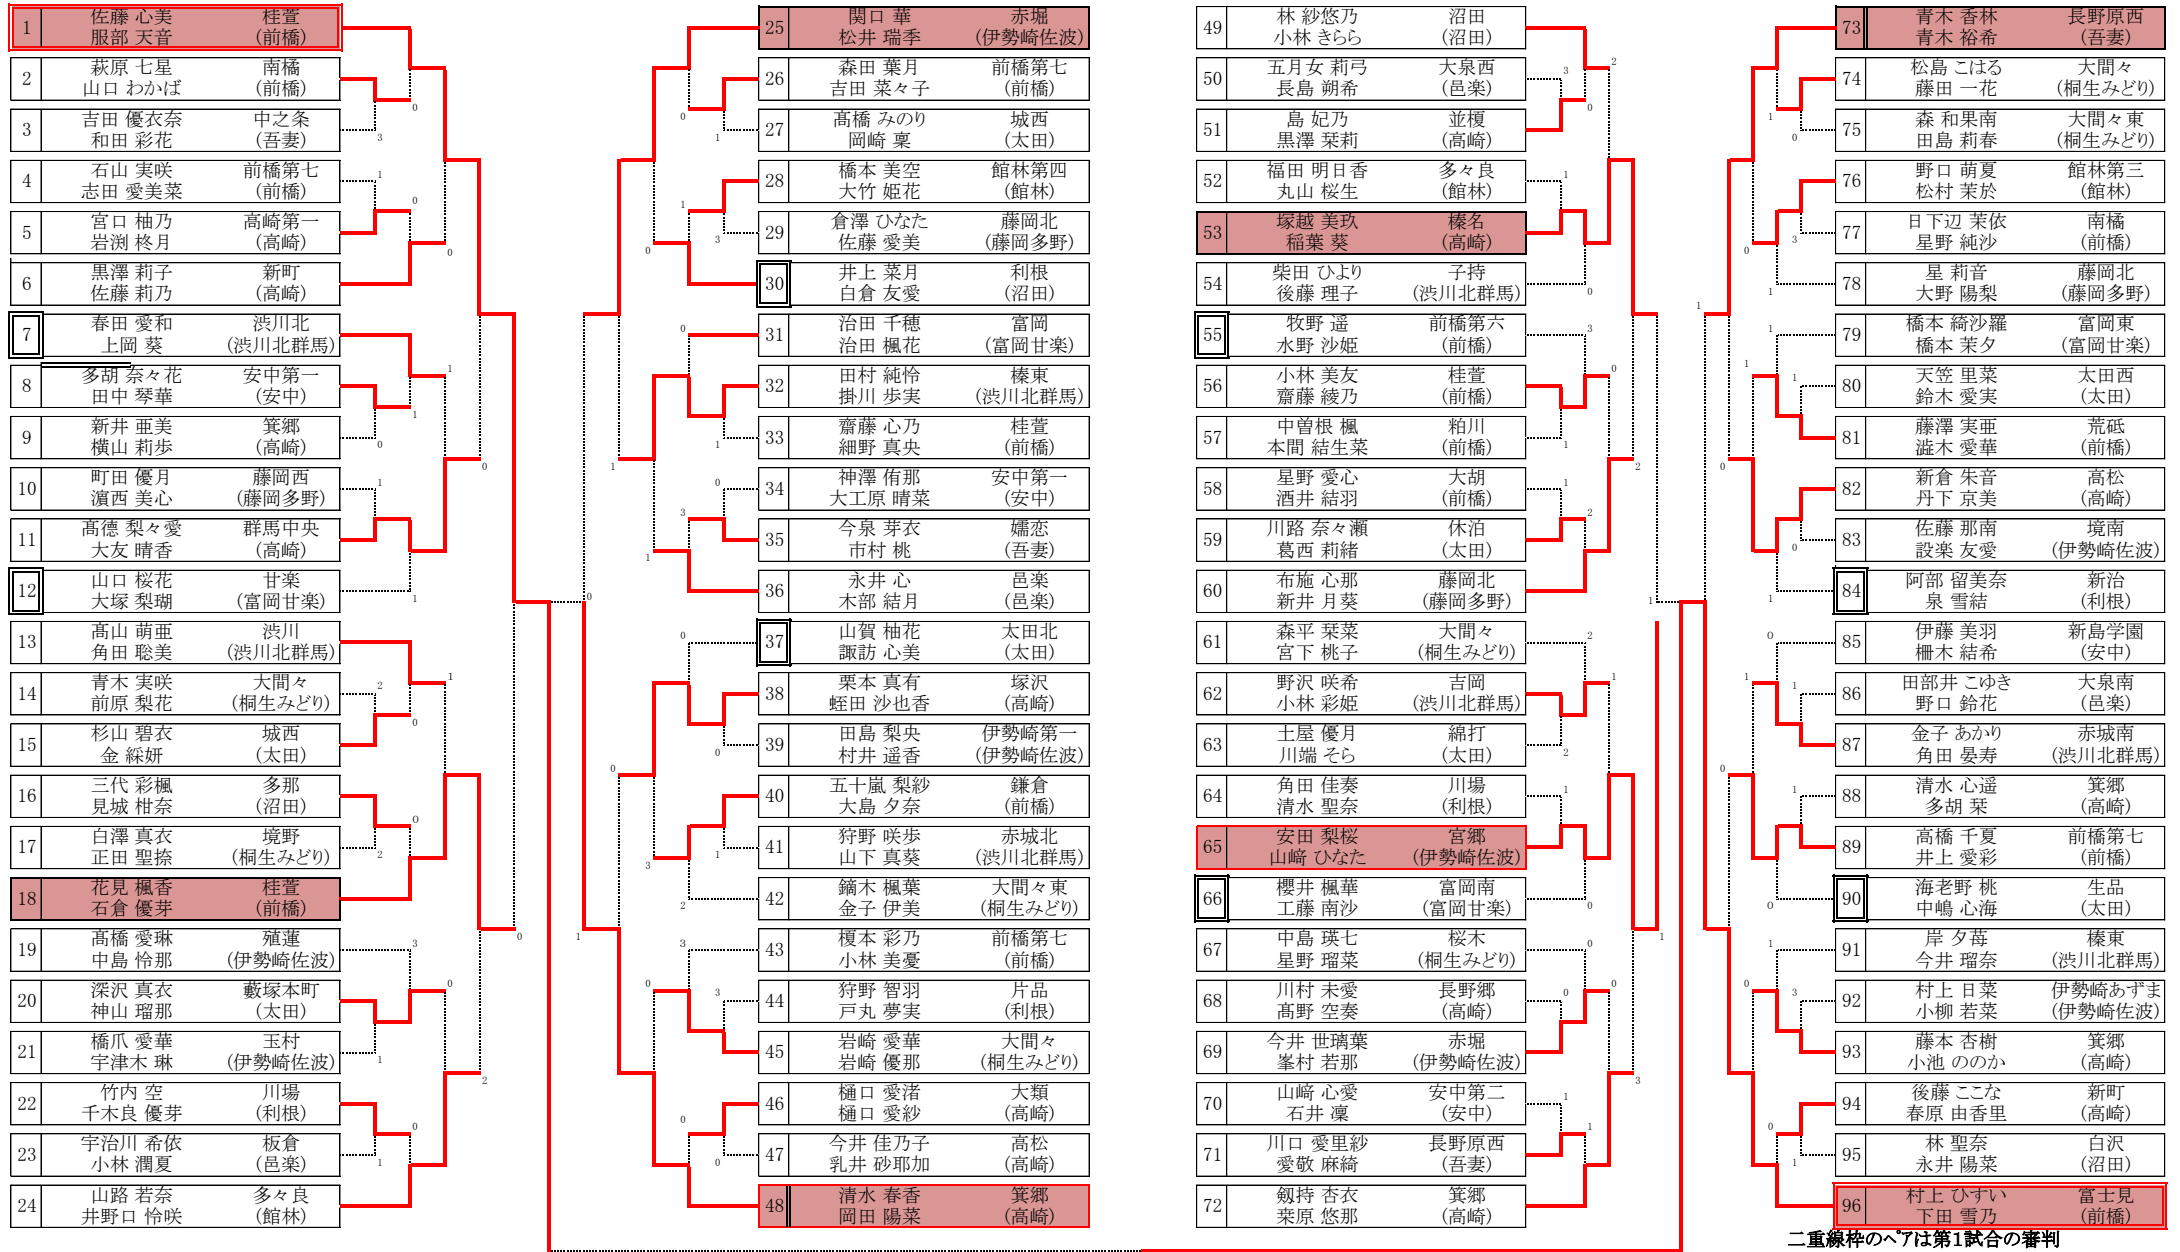 1 佐藤 心美 桂萱
服部 天音 (前橋)
2 萩原 七星 南橘
山口 わかば (前橋)
3 吉田 優衣奈 中之条
和田 彩花 (吾妻)
4 石山 実咲 前橋第七
志田 愛美菜 (前橋)
5 宮口 柚乃 高崎第一
岩渕 柊月 (高崎)
6 黒澤 莉子 新町
佐藤 莉乃 (高崎)
7 春田 愛和 渋川北
上岡 葵 (渋川北群馬)
8 多胡 奈々花 安中第一
田中 琴華 (安中)
9 新井 亜美 箕郷
横山 莉歩 (高崎)
10 町田 優月 藤岡西
濵西 美心 (藤岡多野)
11 髙德 梨々愛 群馬中央
大友 晴香 (高崎)
12 山口 桜花 甘楽
大塚 梨瑚 (富岡甘楽)
13 髙山 萌亜 渋川
角田 聡美 (渋川北群馬)
14 青木 実咲 大間々
前原 梨花 (桐生みどり)
15 杉山 碧衣 城西
金 綵妍 (太田)
16 三代 彩楓 多那
見城 柑奈 (沼田)
17 白澤 真衣 境野
正田 聖捺 (桐生みどり)
18 花見 楓香 桂萱
石倉 優芽 (前橋)
19 髙橋 愛琳 殖蓮
中島 怜那 (伊勢崎佐波)
20 深沢 真衣 藪塚本町
神山 瑠那 (太田)
21 橋爪 愛華 玉村
宇津木 琳 (伊勢崎佐波)
22 竹内 空 川場
千木良 優芽 (利根)
23 宇治川 希依 板倉
小林 潤夏 (邑楽)
24 山路 若奈 多々良
井野口 怜咲 (館林)
25 関口 華 赤堀
松井 瑞季 (伊勢崎佐波)
26 森田 葉月 前橋第七
吉田 菜々子 (前橋)
27 髙橋 みのり 城西
岡崎 稟 (太田)
28 橋本 美空 館林第四
大竹 姫花 (館林)
29 倉澤 ひなた 藤岡北
佐藤 愛美 (藤岡多野)
30 井上 菜月 利根
白倉 友愛 (沼田)
31 治田 千穂 富岡
治田 楓花 (富岡甘楽)
32 田村 純怜 榛東
掛川 歩実 (渋川北群馬)
33 齋藤 心乃 桂萱
細野 真央 (前橋)
34 神澤 侑那 安中第一
大工原 晴菜 (安中)
35 今泉 芽衣 嬬恋
市村 桃 (吾妻)
36 永井 心 邑楽
木部 結月 (邑楽)
37 山賀 柚花 太田北
諏訪 心美 (太田)
38 栗本 真有 塚沢
蛭田 沙也香 (高崎)
39 田島 梨央 伊勢崎第一
村井 遥香 (伊勢崎佐波)
40 五十嵐 梨紗 鎌倉
大島 夕奈 (前橋)
41 狩野 咲歩 赤城北
山下 真葵 (渋川北群馬)
42 鏑木 楓葉 大間々東
金子 伊美 (桐生みどり)
43 榎本 彩乃 前橋第七
小林 美憂 (前橋)
44 狩野 智羽 片品
戸丸 夢実 (利根)
45 岩崎 愛華 大間々
岩崎 優那 (桐生みどり)
46 樋口 愛渚 大類
樋口 愛紗 (高崎)
47 今井 佳乃子 高松
乳井 砂耶加 (高崎)
48 清水 春香 箕郷
岡田 陽菜 (高崎)
49 林 紗悠乃 沼田
小林 きらら (沼田)
50 五月女 莉弓 大泉西
長島 朔希 (邑楽)
51 島 妃乃 並榎
黒澤 栞莉 (高崎)
52 福田 明日香 多々良
丸山 桜生 (館林)
53 塚越 美玖 榛名
稲葉 葵 (高崎)
54 柴田 ひより 子持
後藤 理子 (渋川北群馬)
55 牧野 遥 前橋第六
水野 沙姫 (前橋)
56 小林 美友 桂萱
齋藤 綾乃 (前橋)
57 中曽根 楓 粕川
本間 結生菜 (前橋)
58 星野 愛心 大胡
酒井 結羽 (前橋)
59 川路 奈々瀬 休泊
葛西 莉緒 (太田)
60 布施 心那 藤岡北
新井 月葵 (藤岡多野)
61 森平 栞菜 大間々
宮下 桃子 (桐生みどり)
62 野沢 咲希 吉岡
小林 彩姫 (渋川北群馬)
63 土屋 優月 綿打
川端 そら (太田)
64 角田 佳奏 川場
清水 聖奈 (利根)
65 安田 梨桜 宮郷
山﨑 ひなた (伊勢崎佐波)
66 櫻井 楓華 富岡南
工藤 南沙 (富岡甘楽)
67 中島 瑛七 桜木
星野 瑠菜 (桐生みどり)
68 川村 未愛 長野郷
髙野 空奏 (高崎)
69 今井 世璃葉 赤堀
峯村 若那 (伊勢崎佐波)
70 山﨑 心愛 安中第二
石井 凜 (安中)
71 川口 愛里紗 長野原西
愛敬 麻綺 (吾妻)
72 剱持 杏衣 箕郷
桒原 悠那 (高崎)
73 青木 香林 長野原西
青木 裕希 (吾妻)
74 松島 こはる 大間々
藤田 一花 (桐生みどり)
75 森 和果南 大間々東
田島 莉春 (桐生みどり)
76 野口 萌夏 館林第三
松村 茉於 (館林)
77 日下辺 茉依 南橘
星野 純沙 (前橋)
78 星 莉音 藤岡北
大野 陽梨 (藤岡多野)
79 橋本 綺沙羅 富岡東
橋本 茉夕 (富岡甘楽)
80 天笠 里菜 太田西
鈴木 愛実 (太田)
81 藤澤 実亜 荒砥
澁木 愛華 (前橋)
82 新倉 朱音 高松
丹下 京美 (高崎)
83 佐藤 那南 境南
設楽 友愛 (伊勢崎佐波)
84 阿部 留美奈 新治
泉 雪結 (利根)
85 伊藤 美羽 新島学園
柵木 結希 (安中)
86 田部井 こゆき 大泉南
野口 鈴花 (邑楽)
87 金子 あかり 赤城南
角田 晏寿 (渋川北群馬)
88 清水 心遥 箕郷
多胡 栞 (高崎)
89 高橋 千夏 前橋第七
井上 愛彩 (前橋)
90 海老野 桃 生品
中嶋 心海 (太田)
91 岸 夕苺 榛東
今井 瑠奈 (渋川北群馬)
92 村上 日菜 伊勢崎あずま
小柳 若菜 (伊勢崎佐波)
93 藤本 杏樹 箕郷
小池 ののか (高崎)
94 後藤 ここな 新町
春原 由香里 (高崎)
95 林 聖奈 白沢
永井 陽菜 (沼田)
96 村上 ひすい 富士見
下田 雪乃 (前橋)
二重線枠のペアは第1試合の審判